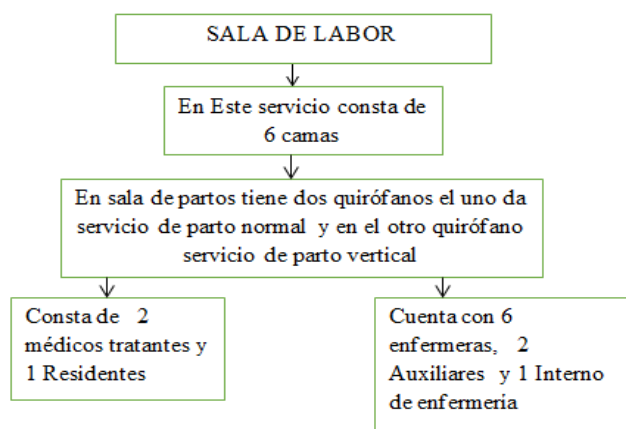 SALA DE LABOR
En Este servicio consta de
6 camas
En sala de partos tiene dos quirófanos el uno da
servicio de parto normal y en el otro quirófano
servicio de parto vertical
Consta de 2
médicos tratantes y
1 Residentes
Cuenta con 6
enfermeras, 2
Auxiliares y 1 Interno
de enfermería